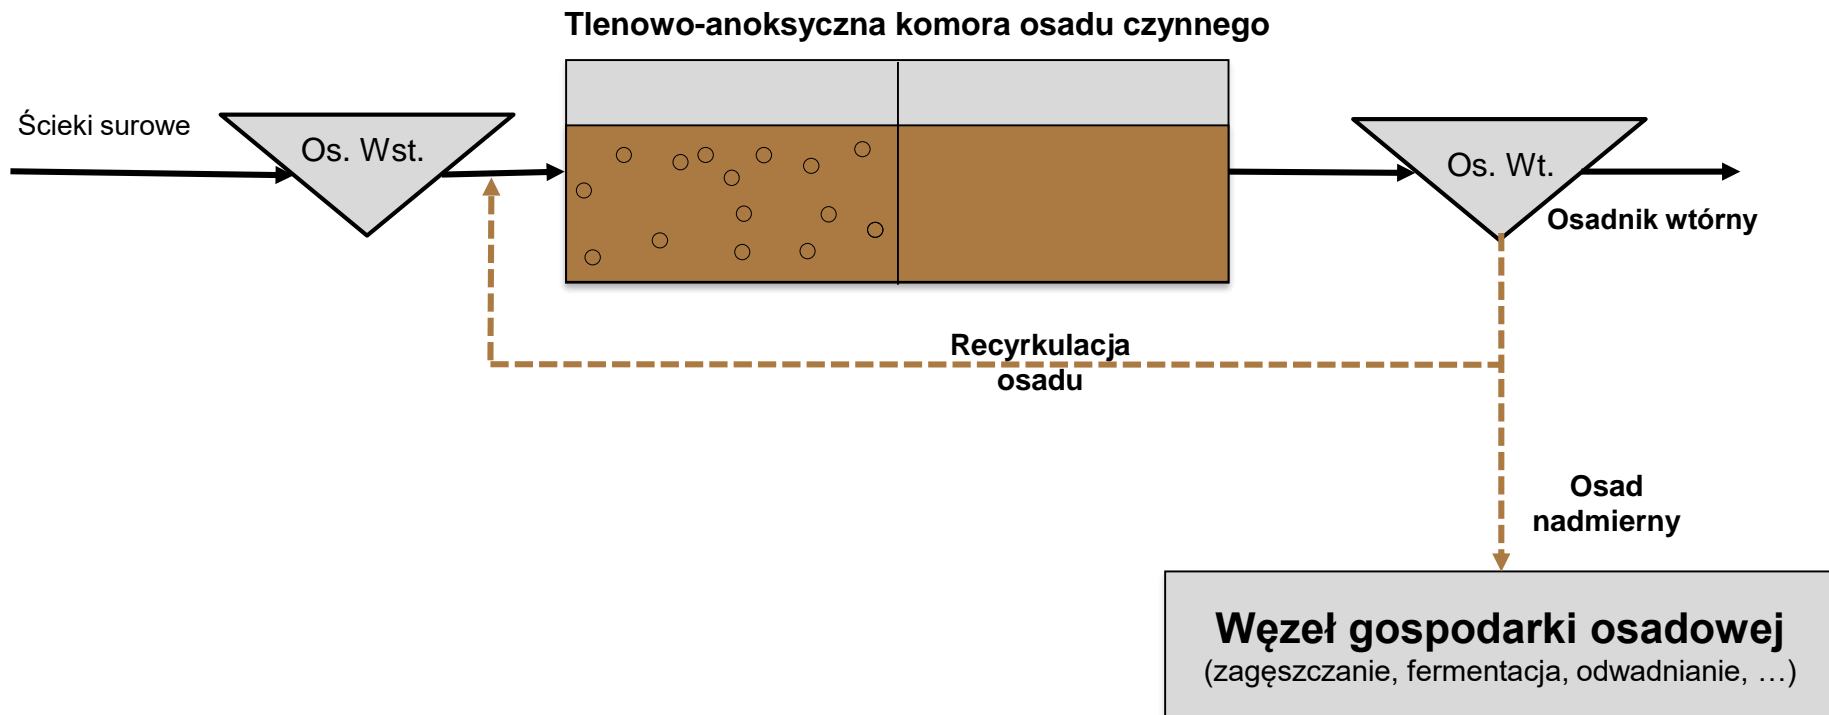 Tlenowo-anoksyczna komora osadu czynnego
Ścieki surowe
Os. Wst.
Os. Wt.
Osadnik wtórny
Recyrkulacja
osadu
Osad
nadmierny
Węzeł gospodarki osadowej
(zagęszczanie, fermentacja, odwadnianie, …)